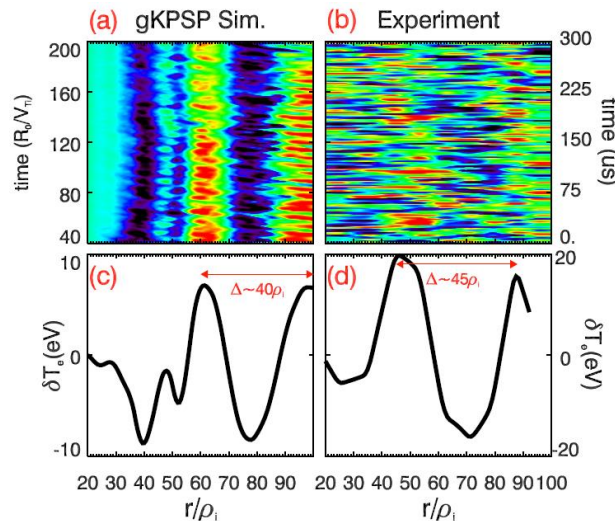 (a) gKPSP Sim. (b) Experiment
200
160
120
80
40
time (R₀/V_Ti)
300
225
150
75
0.
time (us)
(c)
10
0
-10
δTₑ(eV)
Δ~40ρᵢ
(d)
Δ~45ρᵢ
20
0
-20
δTₑ(eV)
20 30 40 50 60 70 80 90 20 30 40 50 60 70 80 90 100
r/ρᵢ r/ρᵢ